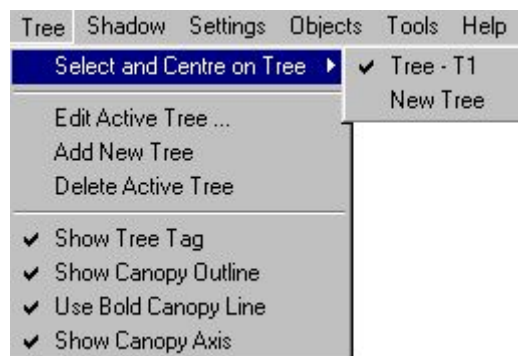 Tree Shadow Settings Objects Tools Help
Select and Centre on Tree
Tree - T1
New Tree
Edit Active Tree ...
Add New Tree
Delete Active Tree
Show Tree Tag
Show Canopy Outline
Use Bold Canopy Line
Show Canopy Axis